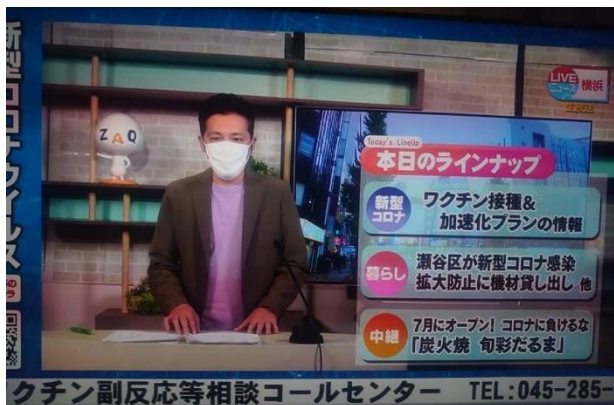 新型コロナウイルス
ZAQ
LIVE
ニュース 横浜
Today's LineUp
本日のラインナップ
新型
コロナ
ワクチン接種&
加速化プランの情報
暮らし
瀬谷区が新型コロナ感染
拡大防止に機材貸し出し 他
中継
7月にオープン! コロナに負けるな
「炭火焼 旬彩だるま」
クチン副反応等相談コールセンター TEL:045-285-